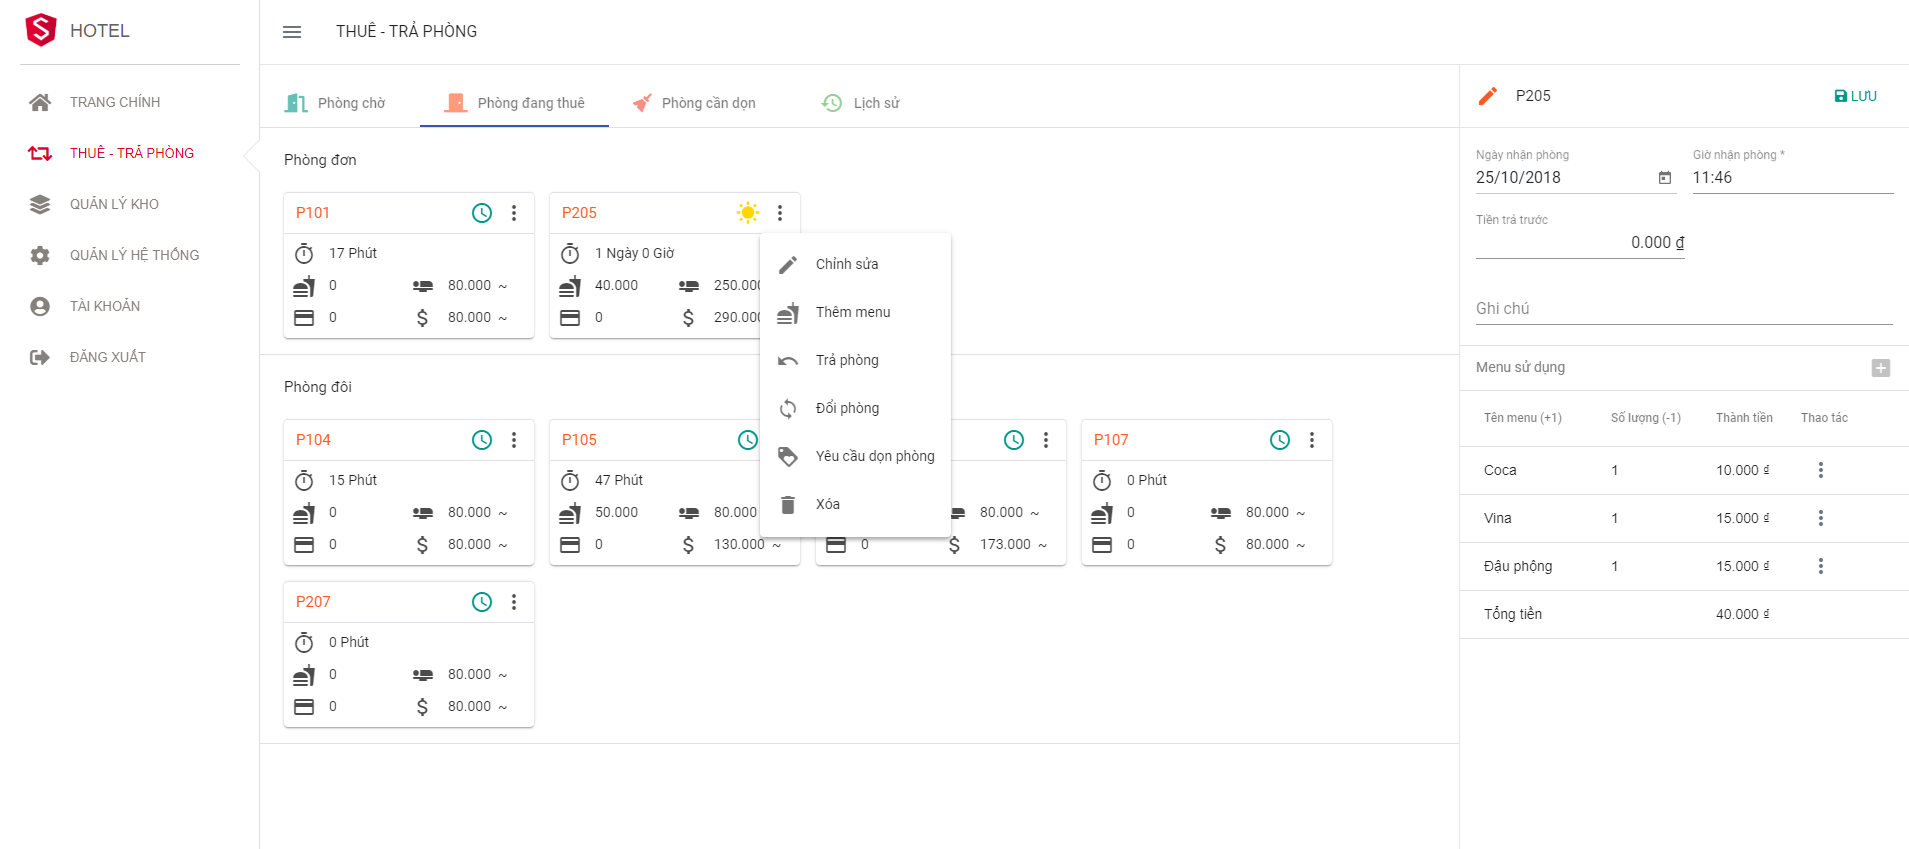 HOTEL
TRANG CHÍNH
THUÊ - TRẢ PHÒNG
QUẢN LÝ KHO
QUẢN LÝ HỆ THỐNG
TÀI KHOẢN
ĐĂNG XUẤT
THUÊ - TRẢ PHÒNG
Phòng chờ
Phòng đang thuê
Phòng cần dọn
Lịch sử
Phòng đơn
P101
17 Phút
0 80.000 ~
0 80.000 ~
P205
1 Ngày 0 Giờ
40.000
0
Chỉnh sửa
Thêm menu
Trả phòng
Đổi phòng
Yêu cầu dọn phòng
Xóa
Phòng đôi
P104
15 Phút
0 80.000 ~
0 80.000 ~
P105
47 Phút
50.000 80.000
0 130.000 ~
80.000 ~
0 173.000 ~
P107
0 Phút
0 80.000 ~
0 80.000 ~
P207
0 Phút
0 80.000 ~
0 80.000 ~
P205
LƯU
Ngày nhận phòng
25/10/2018
Giờ nhận phòng *
11:46
Tiền trả trước
0.000 ₫
Ghi chú
Menu sử dụng
Tên menu (+1) Số lượng (-1) Thành tiền Thao tác
Coca 1 10.000 ₫
Vina 1 15.000 ₫
Đậu phộng 1 15.000 ₫
Tổng tiền 40.000 ₫